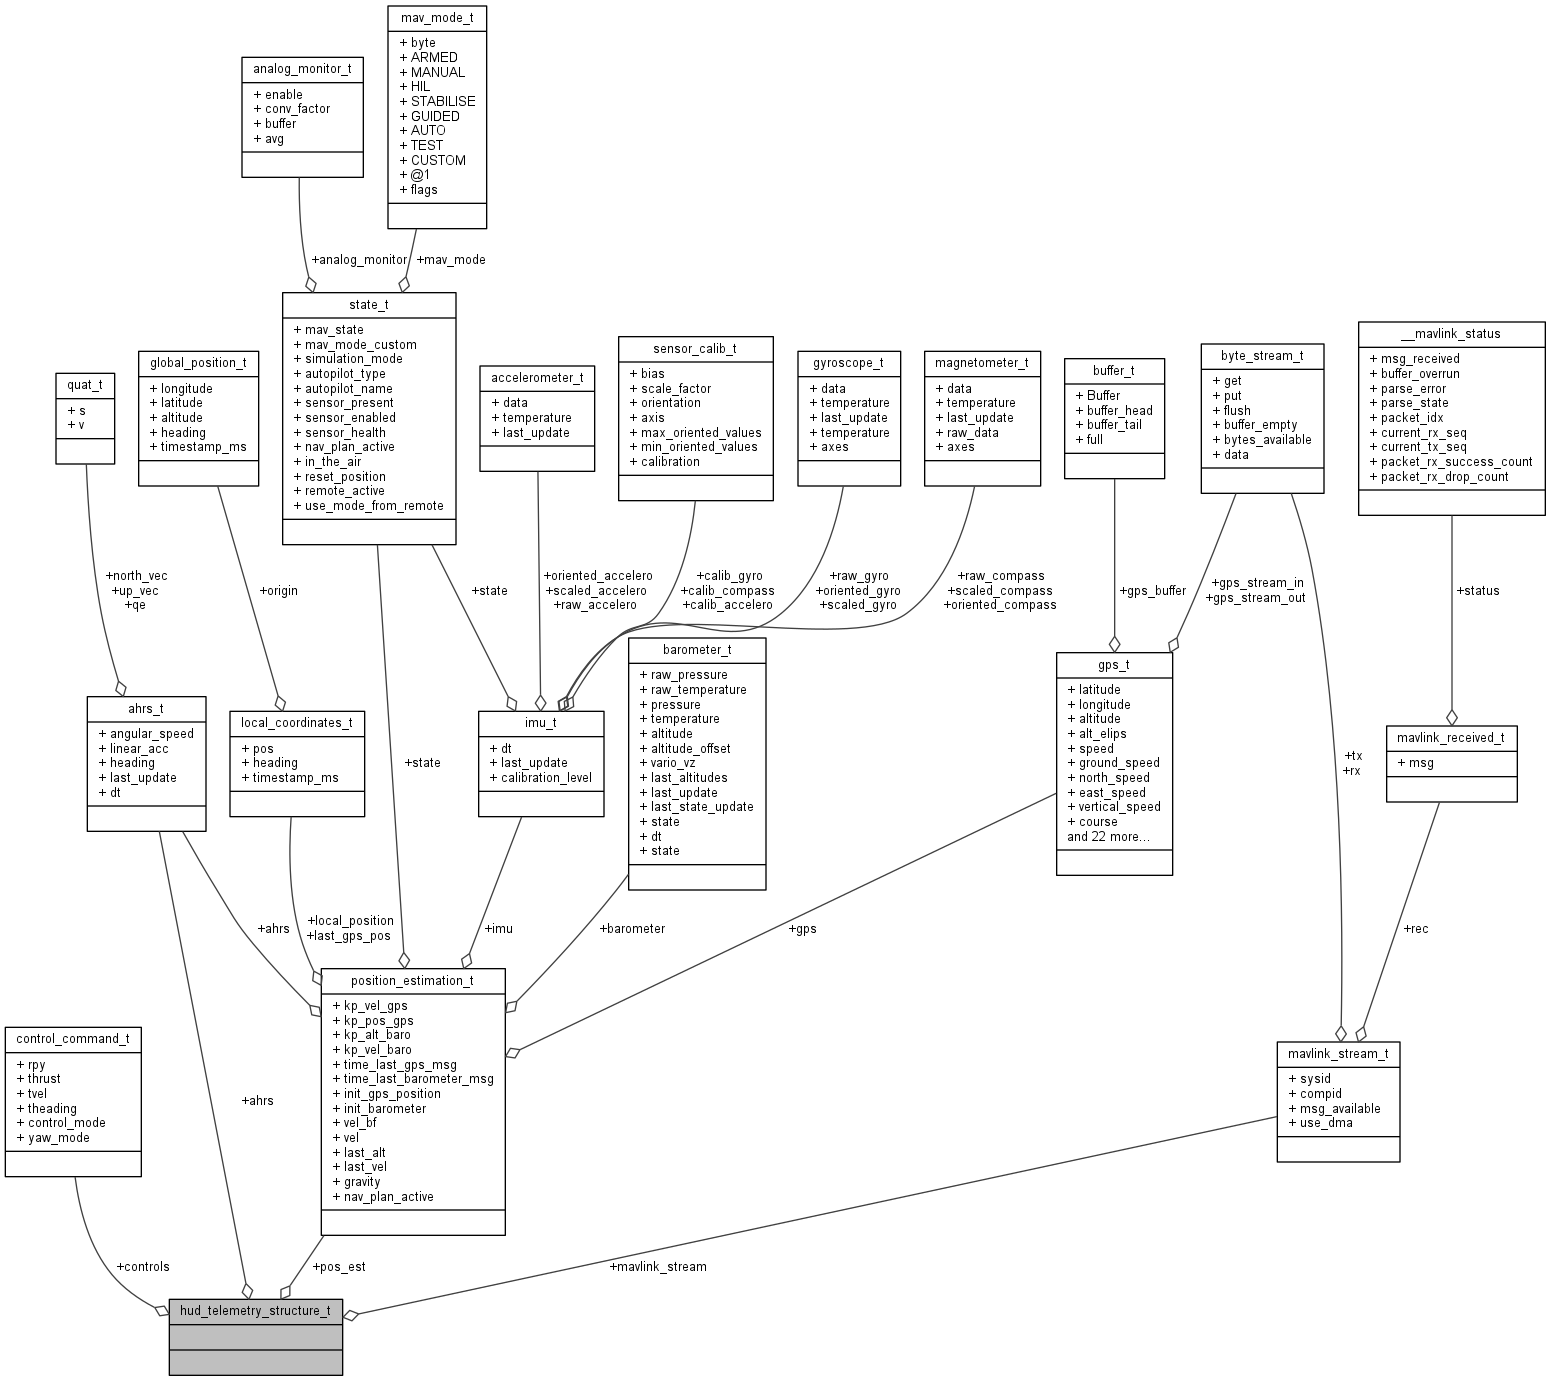 mav_mode_t
+ byte
+ ARMED
+ MANUAL
+ HIL
+ STABILISE
+ GUIDED
+ AUTO
+ TEST
+ CUSTOM
+ @1
+ flags
analog_monitor_t
+ enable
+ conv_factor
+ buffer
+ avg
+analog_monitor
+mav_mode
state_t
+ mav_state
+ mav_mode_custom
+ simulation_mode
+ autopilot_type
+ autopilot_name
+ sensor_present
+ sensor_enabled
+ sensor_health
+ nav_plan_active
+ in_the_air
+ reset_position
+ remote_active
+ use_mode_from_remote
quat_t
+ s
+ v
global_position_t
+ longitude
+ latitude
+ altitude
+ heading
+ timestamp_ms
accelerometer_t
+ data
+ temperature
+ last_update
sensor_calib_t
+ bias
+ scale_factor
+ orientation
+ axis
+ max_oriented_values
+ min_oriented_values
+ calibration
gyroscope_t
+ data
+ temperature
+ last_update
+ temperature
+ axes
magnetometer_t
+ data
+ temperature
+ last_update
+ raw_data
+ axes
buffer_t
+ Buffer
+ buffer_head
+ buffer_tail
+ full
byte_stream_t
+ get
+ put
+ flush
+ buffer_empty
+ bytes_available
+ data
__mavlink_status
+ msg_received
+ buffer_overrun
+ parse_error
+ parse_state
+ packet_idx
+ current_rx_seq
+ current_tx_seq
+ packet_rx_success_count
+ packet_rx_drop_count
+north_vec
+up_vec
+qe
+origin
+state
+oriented_accelero
+scaled_accelero
+raw_accelero
+calib_gyro
+calib_compass
+calib_accelero
+raw_gyro
+oriented_gyro
+scaled_gyro
+raw_compass
+scaled_compass
+oriented_compass
+gps_buffer
+gps_stream_in
+gps_stream_out
+status
ahrs_t
+ angular_speed
+ linear_acc
+ heading
+ last_update
+ dt
local_coordinates_t
+ pos
+ heading
+ timestamp_ms
+state
imu_t
+ dt
+ last_update
+ calibration_level
barometer_t
+ raw_pressure
+ raw_temperature
+ pressure
+ temperature
+ altitude
+ altitude_offset
+ vario_vz
+ last_altitudes
+ last_update
+ last_state_update
+ state
+ dt
+ state
gps_t
+ latitude
+ longitude
+ altitude
+ alt_elips
+ speed
+ ground_speed
+ north_speed
+ east_speed
+ vertical_speed
+ course
and 22 more...
+tx
+rx
mavlink_received_t
+ msg
+ahrs
+local_position
+last_gps_pos
+imu
+barometer
+gps
+rec
position_estimation_t
+ kp_vel_gps
+ kp_pos_gps
+ kp_alt_baro
+ kp_vel_baro
+ time_last_gps_msg
+ time_last_barometer_msg
+ init_gps_position
+ init_barometer
+ vel_bf
+ vel
+ last_alt
+ last_vel
+ gravity
+ nav_plan_active
control_command_t
+ rpy
+ thrust
+ tvel
+ theading
+ control_mode
+ yaw_mode
+ahrs
mavlink_stream_t
+ sysid
+ compid
+ msg_available
+ use_dma
+controls
+pos_est
+mavlink_stream
hud_telemetry_structure_t